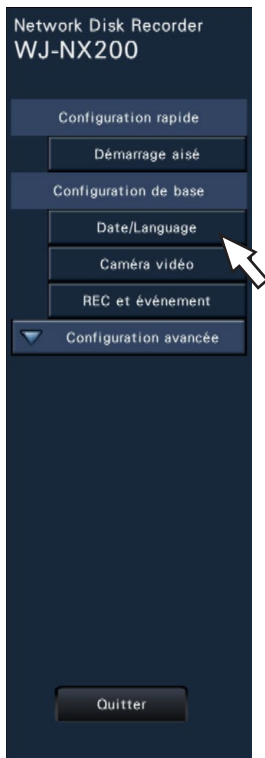 Network Disk Recorder
WJ-NX200
Configuration rapide
Démarrage aisé
Configuration de base
Date/Language
Caméra vidéo
REC et événement
Configuration avancée
Quitter